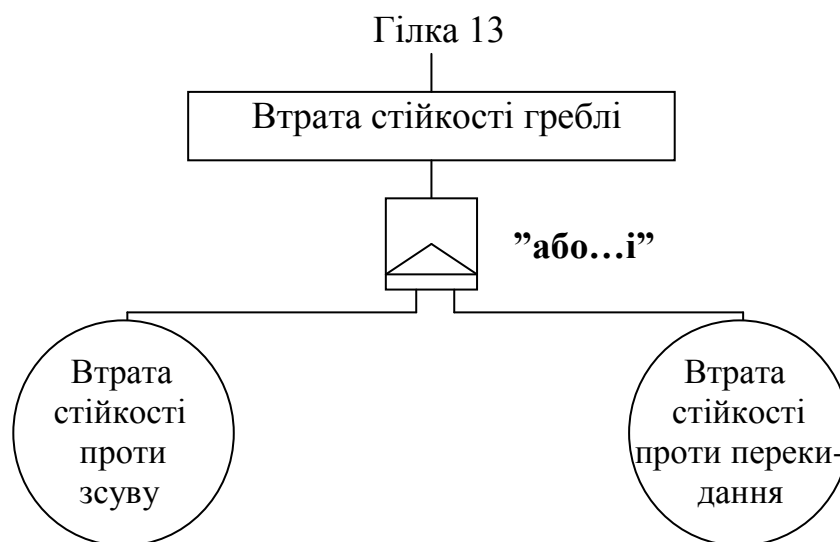 Гілка 13
Втрата стійкості греблі
”або…і”
Втрата
стійкості
проти
зсуву
Втрата
стійкості
проти переки-
дання